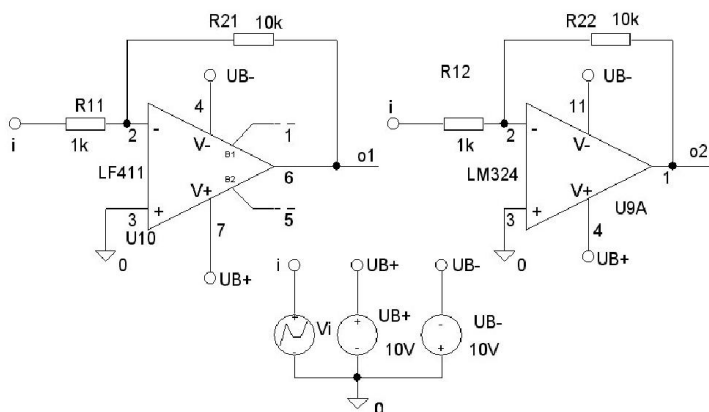 R21 10k
UB-
R11
4
i
1k
2
-
V-
B1
1
LF411
B2
V+
6
o1
3
+
5
U10
7
0
UB+
R22 10k
R12
UB-
i
11
1k
2
-
V-
LM324
V+
1
o2
3
+
U9A
4
0
UB+
i
UB+
UB-
+
Vi
-
+
UB+
-
10V
-
UB-
+
10V
0